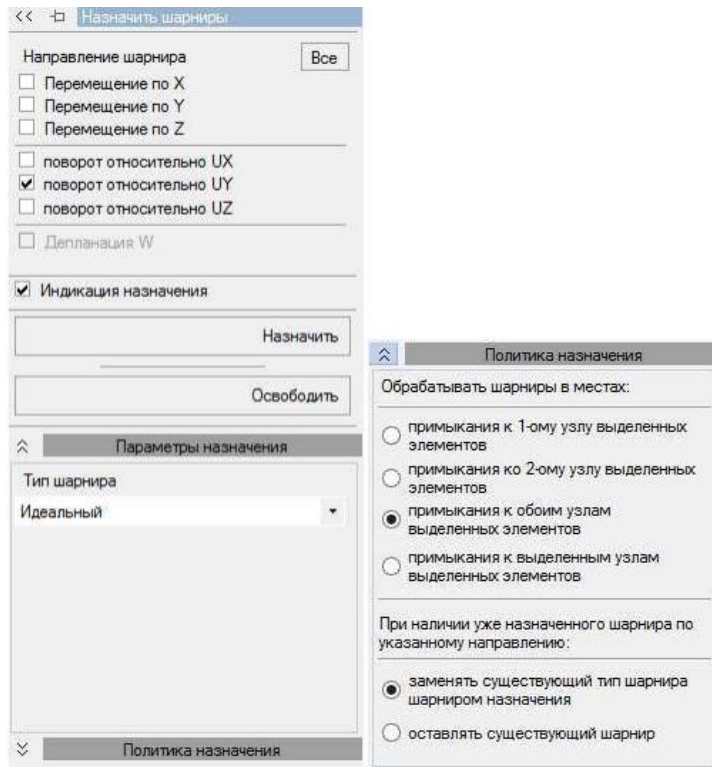 Назначить шарниры
Направление шарнира
Все
Перемещение по X
Перемещение по Y
Перемещение по Z
поворот относительно UX
поворот относительно UY
поворот относительно UZ
Депланация W
Индикация назначения
Назначить
Освободить
Параметры назначения
Тип шарнира
Идеальный
Политика назначения
Политика назначения
Обрабатывать шарниры в местах:
примыкания к 1-ому узлу выделенных
элементов
примыкания ко 2-ому узлу выделенных
элементов
примыкания к обоим узлам
выделенных элементов
примыкания к выделенным узлам
выделенных элементов
При наличии уже назначенного шарнира по
указанному направлению:
заменять существующий тип шарнира
шарниром назначения
оставлять существующий шарнир